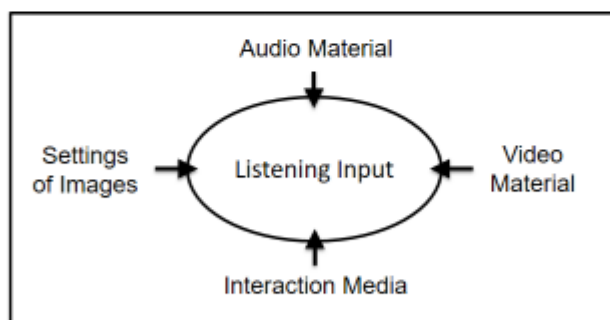 Audio Material
Settings
of Images
Listening Input
Video
Material
Interaction Media